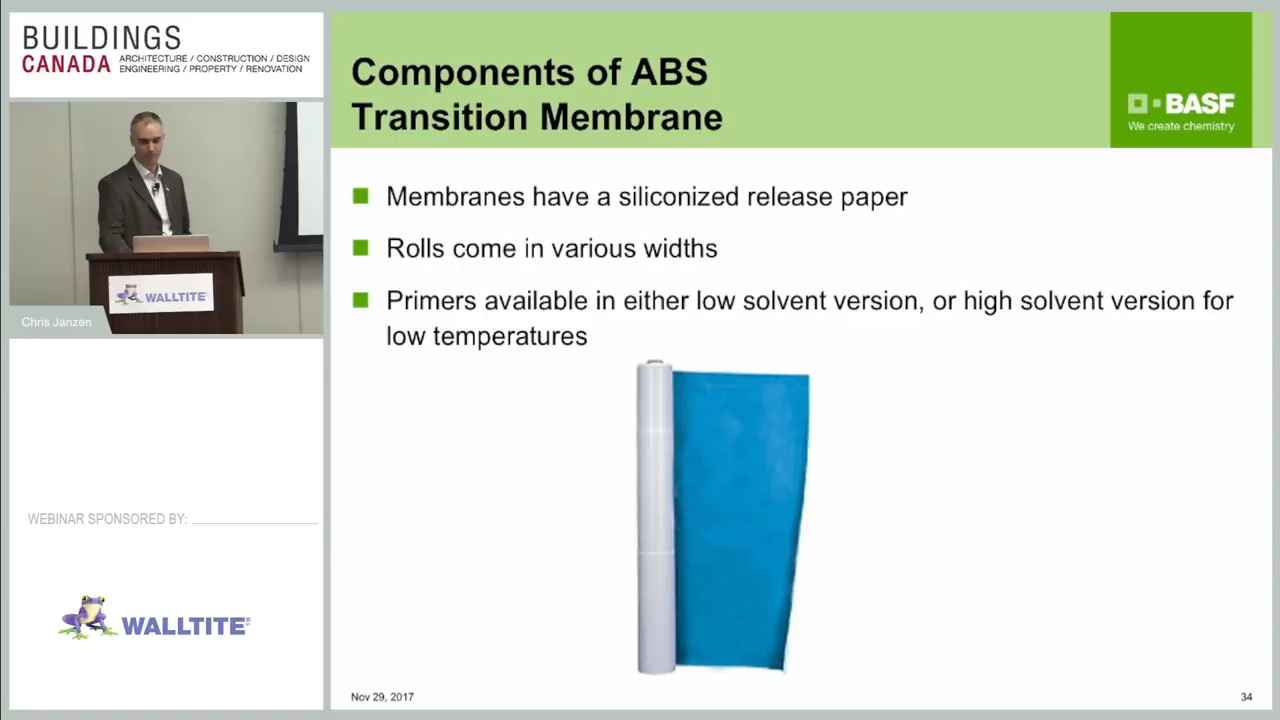 BUILDINGS
CANADA
ARCHITECTURE / CONSTRUCTION / DESIGN
ENGINEERING / PROPERTY / RENOVATION
WALLTITE
Chris Janzen
WEBINAR SPONSORED BY:
WALLTITE®
Components of ABS
Transition Membrane
BASF
We create chemistry
Membranes have a siliconized release paper
Rolls come in various widths
Primers available in either low solvent version, or high solvent version for
low temperatures
Nov 29, 2017
34